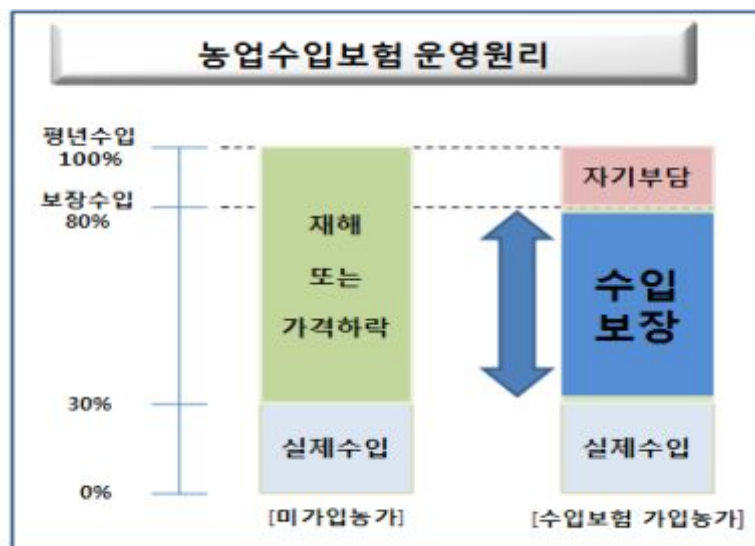 농업수입보험 운영원리
평년수입
100%
보장수입
80%
30%
0%
재해
또는
가격하락
실제수입
[미가입농가]
자기부담
수입
보장
실제수입
[수입보험 가입농가]